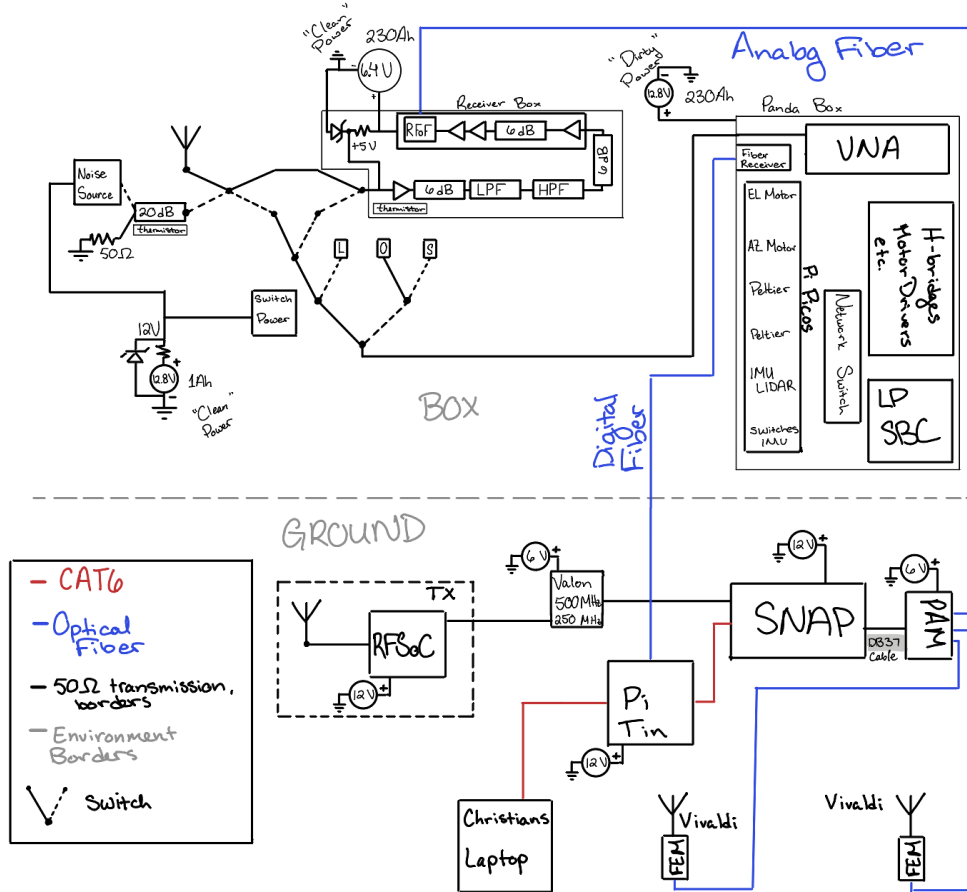 "Clean"
Power
230Ah
6.4V
-
+
Analog Fiber
"Dirty"
Power
12.8V
-
+
230Ah
Receiver Box
RFoF
6dB
+5V
6dB
6dB
LPF
HPF
thermistor
Panda Box
VNA
Fiber
Receiver
EL Motor
AZ Motor
Peltier
Peltier
IMU
LIDAR
Switches
IMU
Pi Picos
Network Switch
H-bridges
Motor Drivers
etc.
LP
SBC
Noise
Source
20dB
thermistor
50Ω
L
O
S
Switch
Power
12V
+
12.8V
-
1Ah
"Clean"
Power
BOX
Digital
Fiber
GROUND
- CAT6
- Optical
Fiber
- 50Ω transmission,
borders
- Environment
Borders
Switch
TX
RFSoC
12V
+
6V
+
Valon
500MHz
250MHz
12V
+
SNAP
DB37
Cable
6V
+
PAM
Pi
Tin
12V
+
Christians
Laptop
Vivaldi
FEM
Vivaldi
FEM